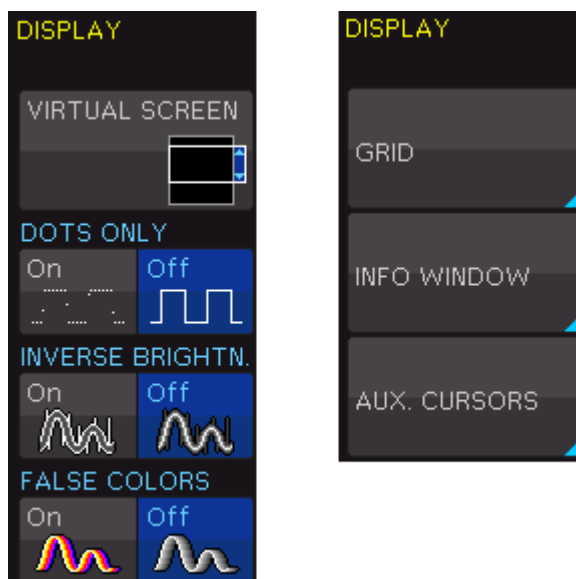 DISPLAY
VIRTUAL SCREEN
DOTS ONLY
On Off
INVERSE BRIGHTN.
On Off
FALSE COLORS
On Off
DISPLAY
GRID
INFO WINDOW
AUX. CURSORS